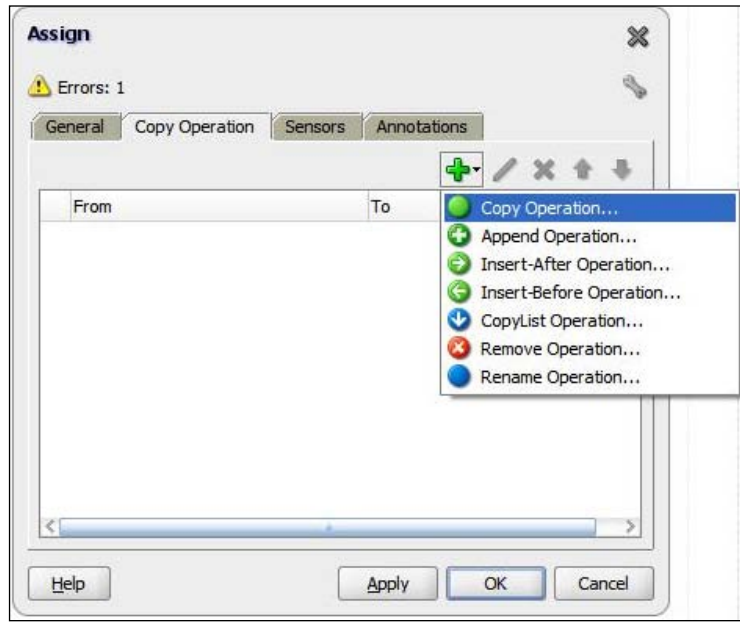 Assign
Errors: 1
General Copy Operation Sensors Annotations
From To
Copy Operation...
Append Operation...
Insert-After Operation...
Insert-Before Operation...
CopyList Operation...
Remove Operation...
Rename Operation...
Help Apply OK Cancel